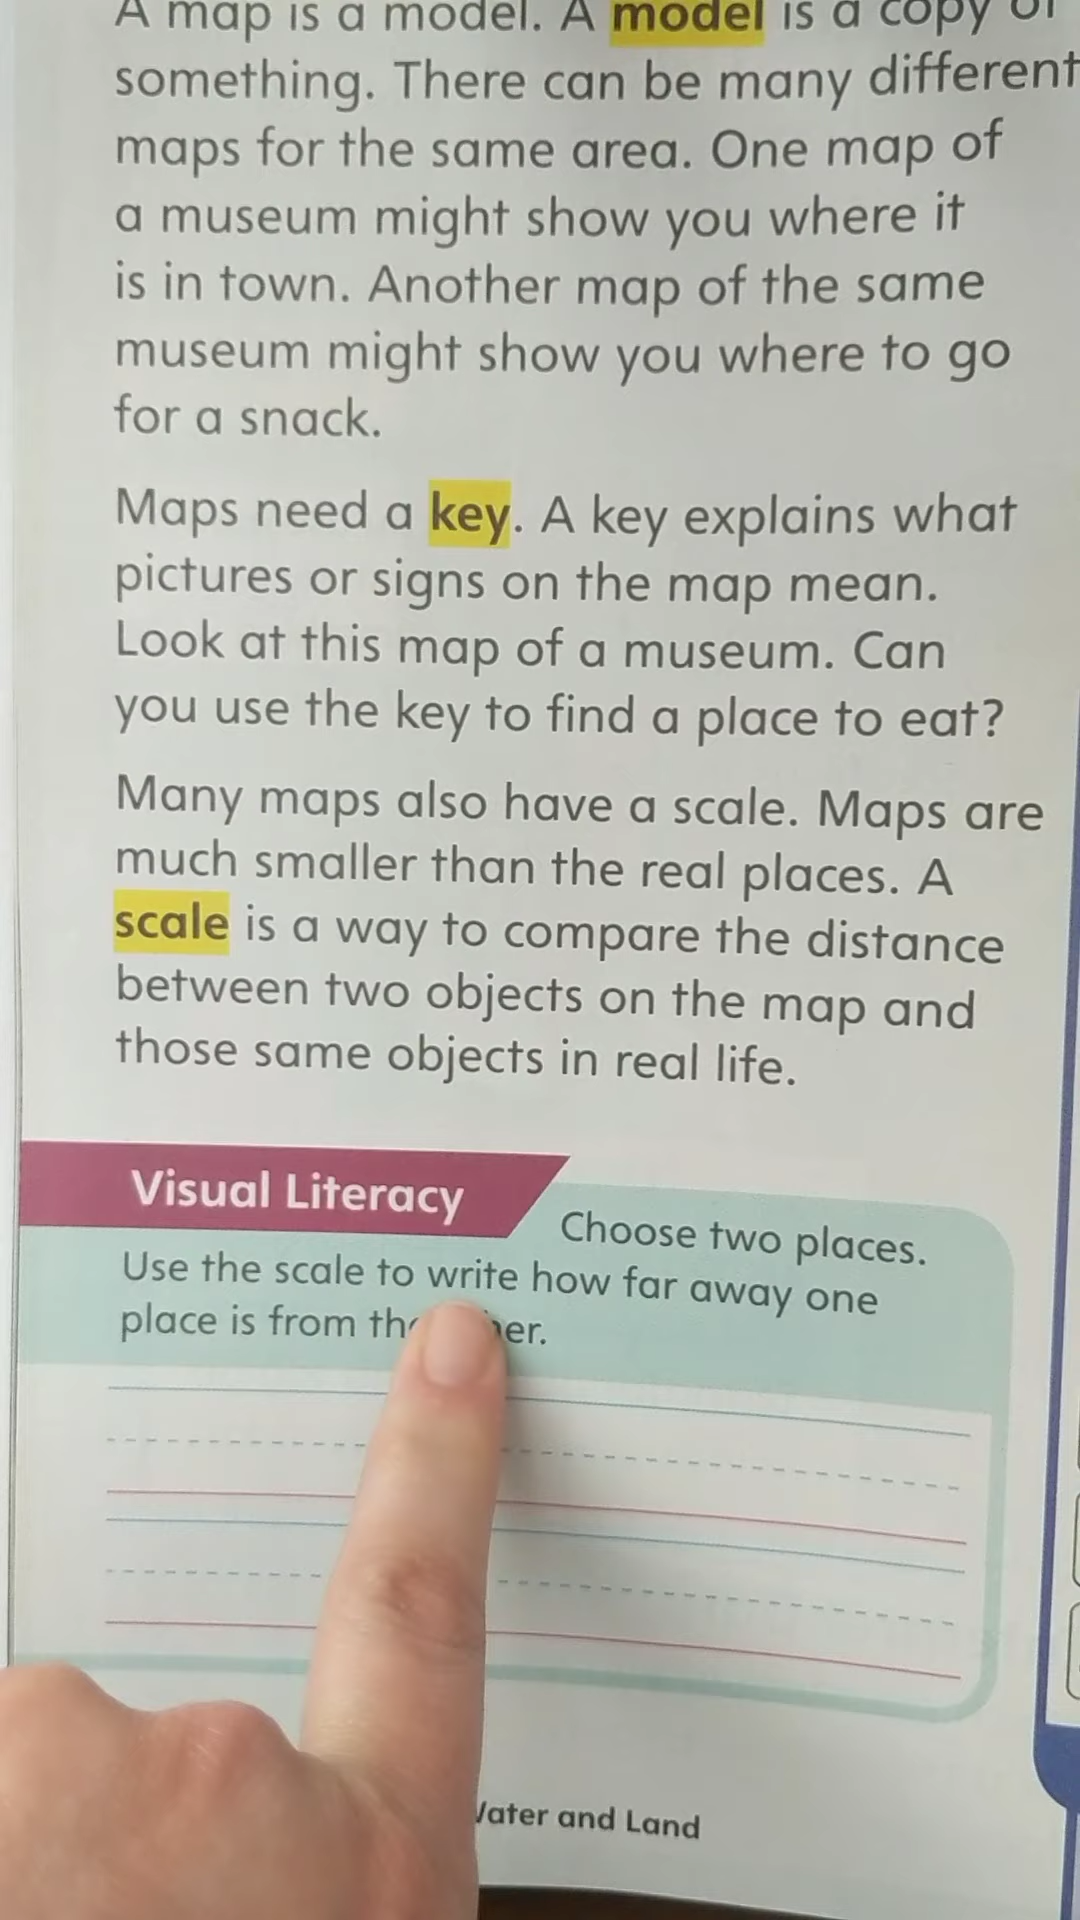 A map is a model. A model is a copy of
something. There can be many different
maps for the same area. One map of
a museum might show you where it
is in town. Another map of the same
museum might show you where to go
for a snack.
Maps need a key. A key explains what
pictures or signs on the map mean.
Look at this map of a museum. Can
you use the key to find a place to eat?
Many maps also have a scale. Maps are
much smaller than the real places. A
scale is a way to compare the distance
between two objects on the map and
those same objects in real life.
Visual Literacy
Choose two places.
Use the scale to write how far away one
place is from
and Land